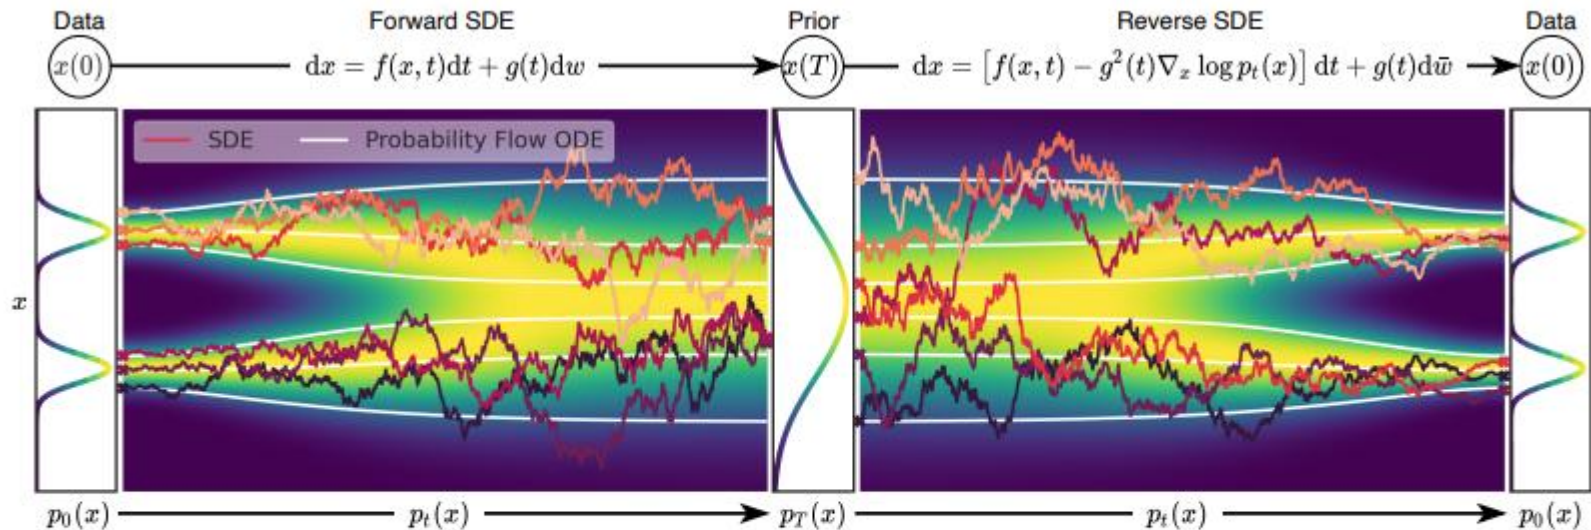 Data Forward SDE Prior Reverse SDE Data
x(0) dx = f(x, t)dt + g(t)dw x(T) dx = [f(x, t) − g²(t)∇ₓ log pₜ(x)] dt + g(t)dw̄ x(0)
SDE Probability Flow ODE
x
p₀(x) pₜ(x) p_T(x) pₜ(x) p₀(x)